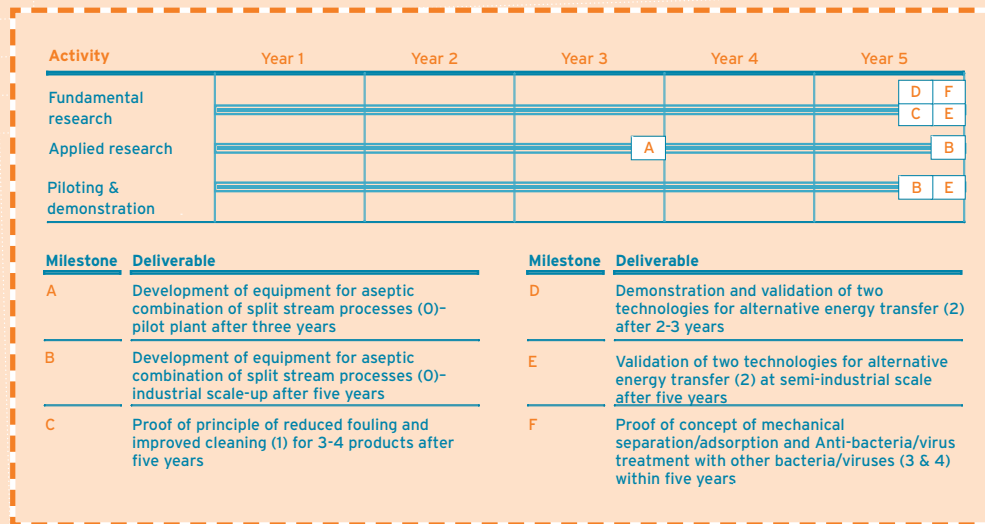 Activity Year 1 Year 2 Year 3 Year 4 Year 5
Fundamental
research
D F
C E
Applied research
A B
Piloting &
demonstration
B E
Milestone Deliverable
A Development of equipment for aseptic
combination of split stream processes (0)–
pilot plant after three years
B Development of equipment for aseptic
combination of split stream processes (0)–
industrial scale-up after five years
C Proof of principle of reduced fouling and
improved cleaning (1) for 3-4 products after
five years
Milestone Deliverable
D Demonstration and validation of two
technologies for alternative energy transfer (2)
after 2-3 years
E Validation of two technologies for alternative
energy transfer (2) at semi-industrial scale
after five years
F Proof of concept of mechanical
separation/adsorption and Anti-bacteria/virus
treatment with other bacteria/viruses (3 & 4)
within five years